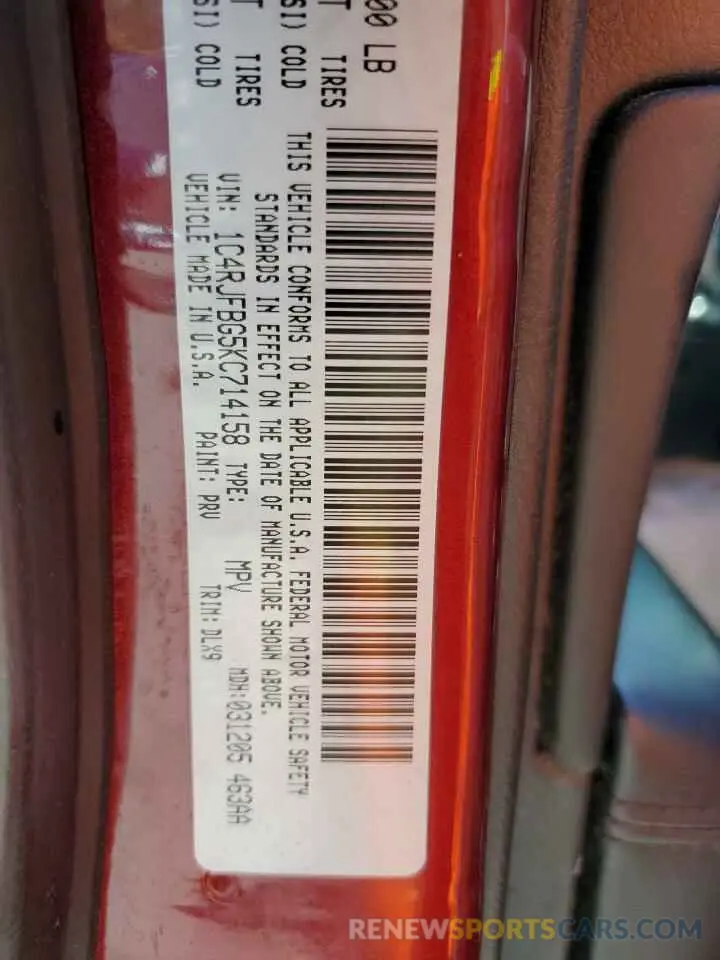 00 LB
T TIRES
SI) COLD
T TIRES
SI) COLD
THIS VEHICLE CONFORMS TO ALL APPLICABLE U.S.A. FEDERAL MOTOR VEHICLE SAFETY
STANDARDS IN EFFECT ON THE DATE OF MANUFACTURE SHOWN ABOVE.
VIN: 1C4RJFBG5KC714158 TYPE: MPV MDH:031205 463AA
VEHICLE MADE IN U.S.A. PAINT: PRV TRIM: DLX9
RENEWSPORTSCARS.COM